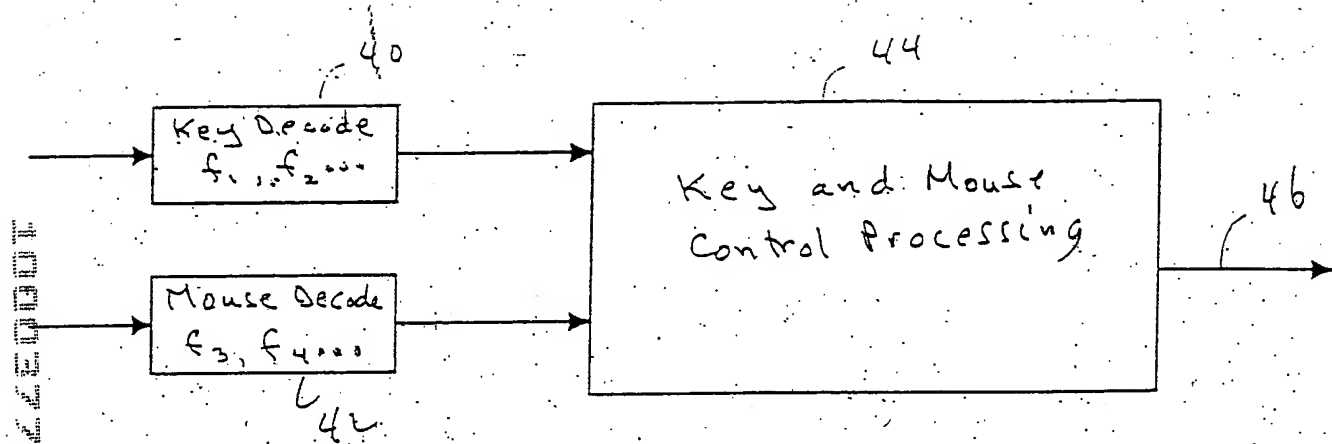 40
44
Key Decode
f1, f2....
Key and Mouse
Control Processing
46
Mouse Decode
f3, f4....
42